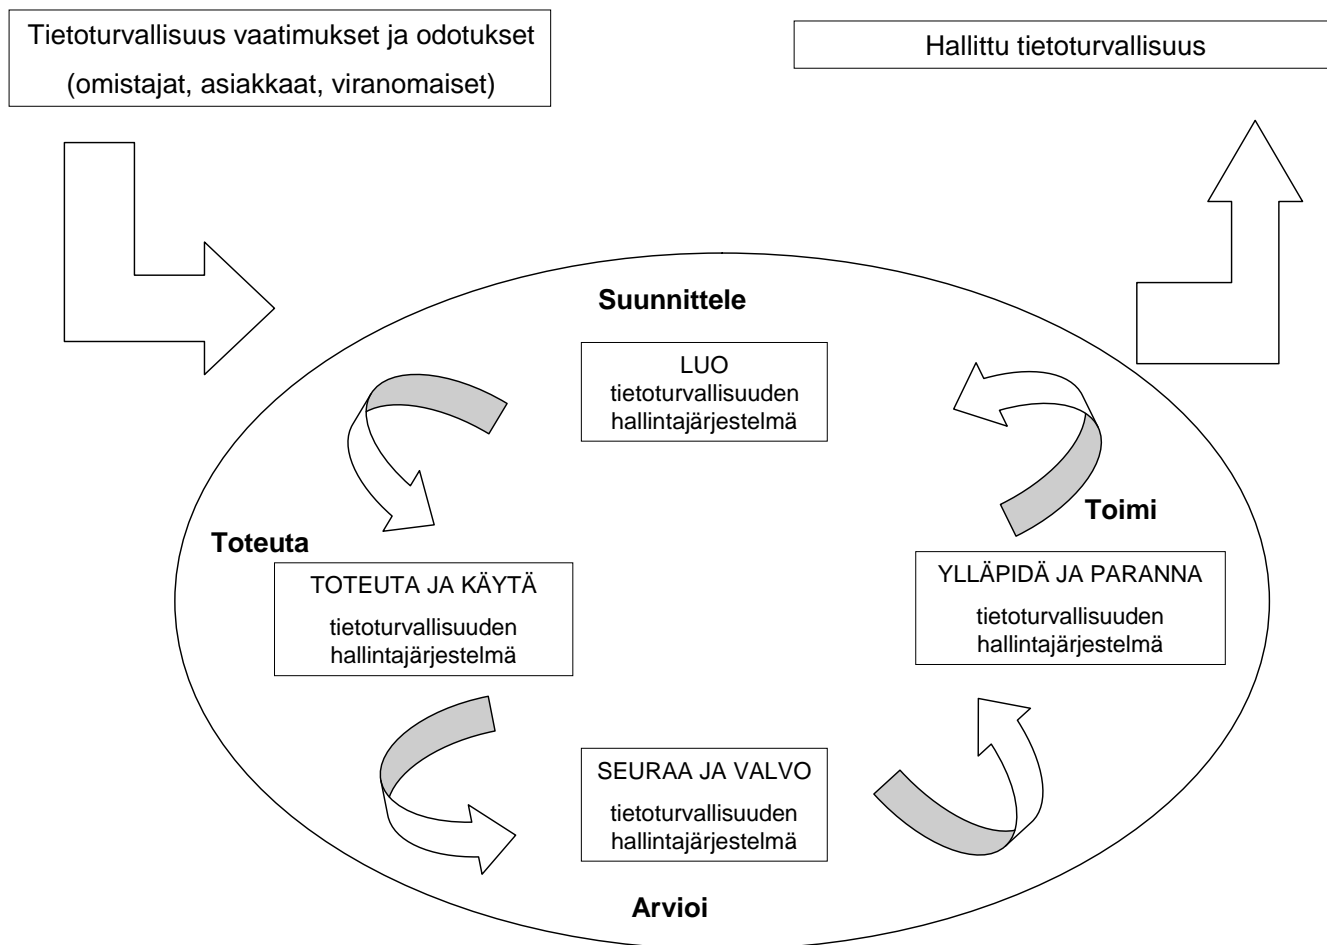 Tietoturvallisuus vaatimukset ja odotukset
(omistajat, asiakkaat, viranomaiset)
Hallittu tietoturvallisuus
Suunnittele
LUO
tietoturvallisuuden
hallintajärjestelmä
Toteuta
TOTEUTA JA KÄYTÄ
tietoturvallisuuden
hallintajärjestelmä
Toimi
YLLÄPIDÄ JA PARANNA
tietoturvallisuuden
hallintajärjestelmä
SEURAA JA VALVO
tietoturvallisuuden
hallintajärjestelmä
Arvioi